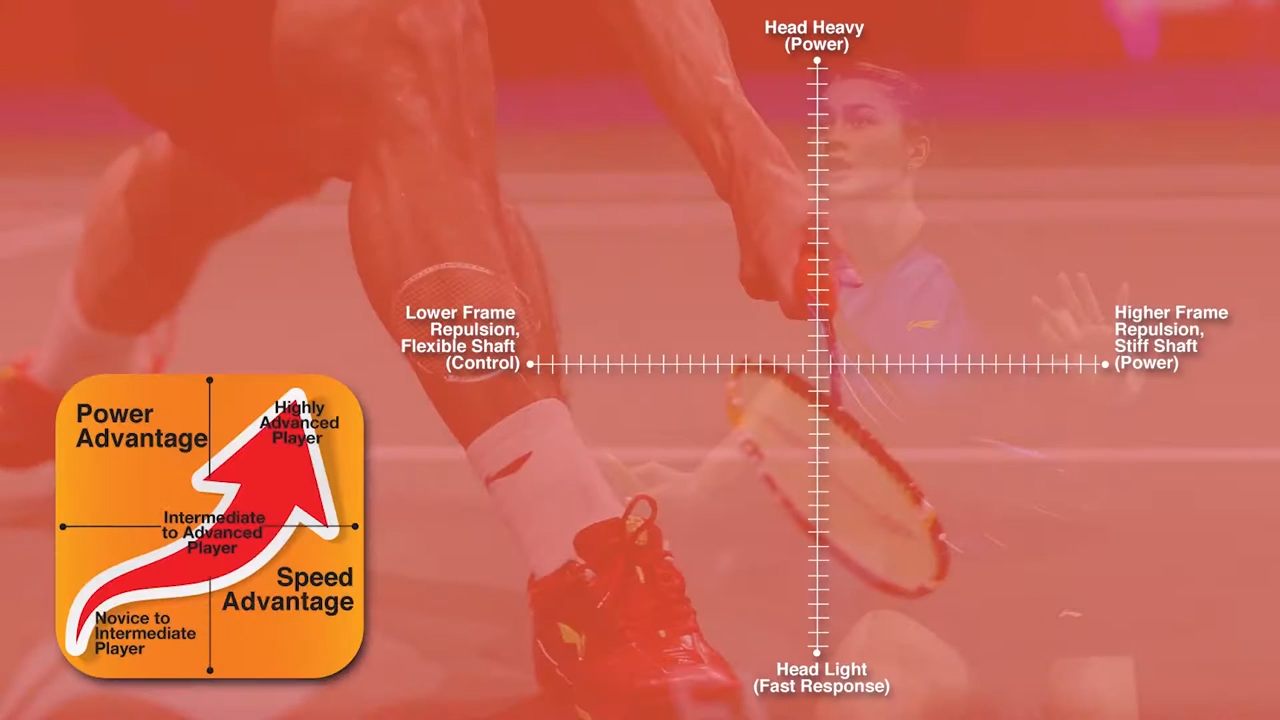 Head Heavy
(Power)
Lower Frame
Repulsion,
Flexible Shaft
(Control)
Higher Frame
Repulsion,
Stiff Shaft
(Power)
Head Light
(Fast Response)
Power
Advantage
Highly
Advanced
Player
Intermediate
to Advanced
Player
Speed
Advantage
Novice to
Intermediate
Player